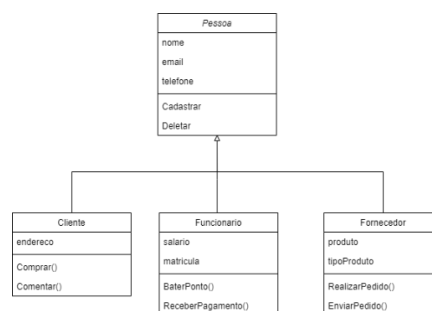 Pessoa
nome
email
telefone
Cadastrar
Deletar
Cliente
endereco
Comprar()
Comentar()
Funcionario
salario
matricula
BaterPonto()
ReceberPagamento()
Fornecedor
produto
tipoProduto
RealizarPedido()
EnviarPedido()